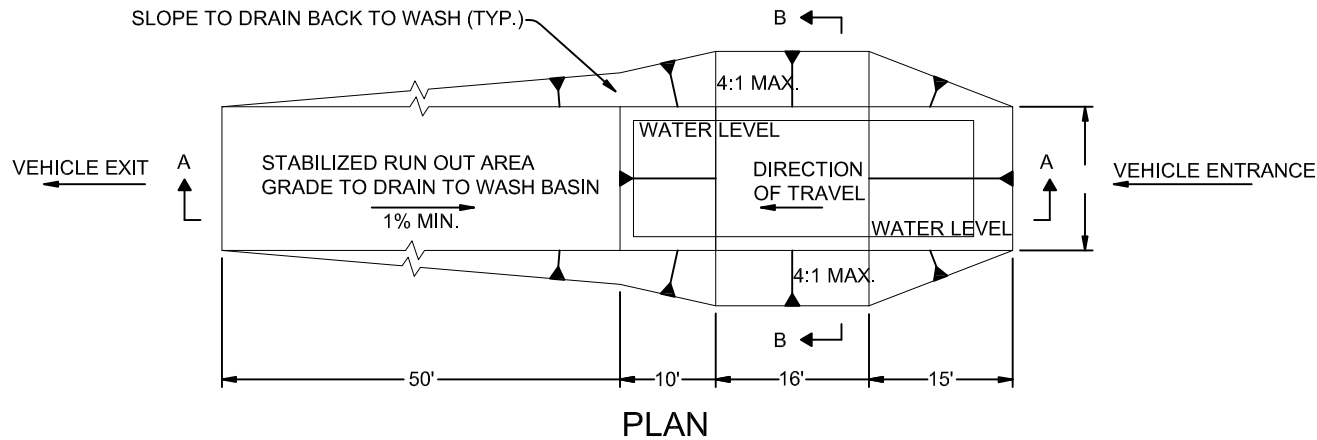 SLOPE TO DRAIN BACK TO WASH (TYP.)
B
4:1 MAX.
WATER LEVEL
VEHICLE EXIT
A
STABILIZED RUN OUT AREA
GRADE TO DRAIN TO WASH BASIN
1% MIN.
DIRECTION
OF TRAVEL
A
VEHICLE ENTRANCE
WATER LEVEL
4:1 MAX.
B
50'
10'
16'
15'
PLAN